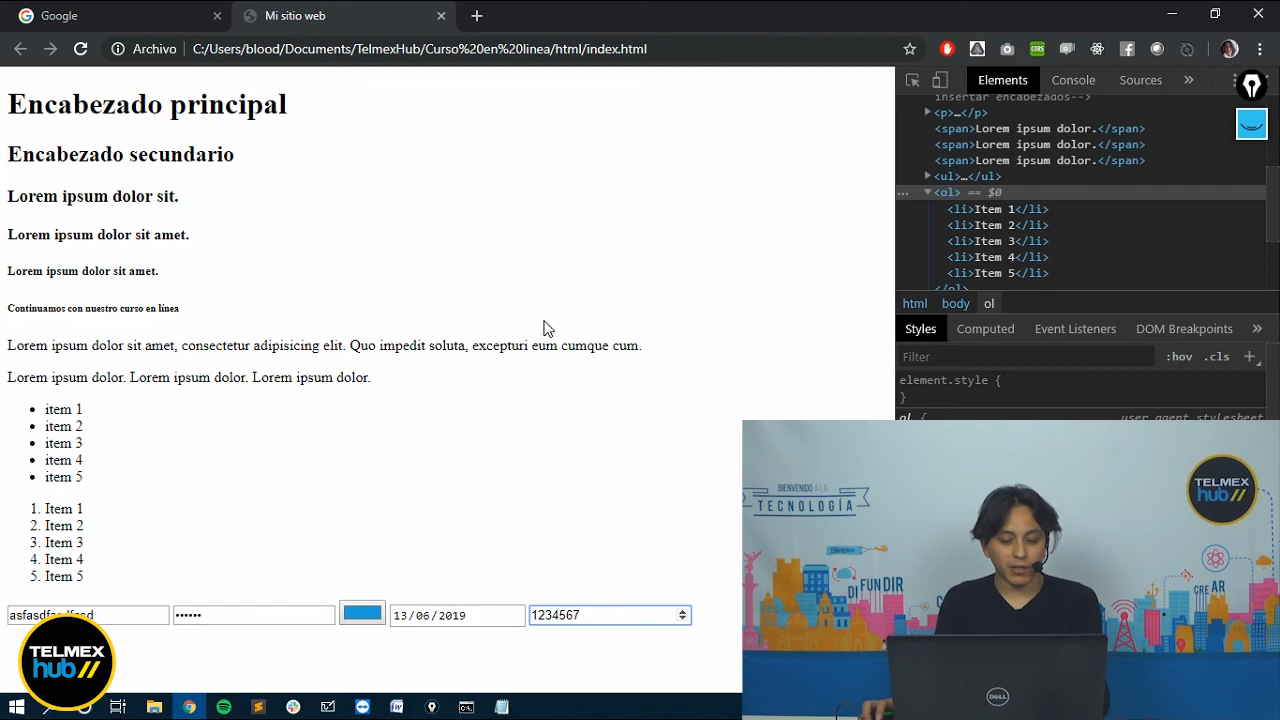 Google
Mi sitio web
Archivo
C:/Users/blood/Documents/TelmexHub/Curso%20en%20linea/html/index.html
CORS
Encabezado principal
Encabezado secundario
Lorem ipsum dolor sit.
Lorem ipsum dolor sit amet.
Lorem ipsum dolor sit amet.
Continuamos con nuestro curso en línea
Lorem ipsum dolor sit amet, consectetur adipisicing elit. Quo impedit soluta, excepturi eum cumque cum.
Lorem ipsum dolor. Lorem ipsum dolor. Lorem ipsum dolor.
• item 1
• item 2
• item 3
• item 4
• item 5
1. Item 1
2. Item 2
3. Item 3
4. Item 4
5. Item 5
•••••• 13/06/2019 1234567
Elements Console Sources »
insertar encabezados-->
<p>…</p>
<span>Lorem ipsum dolor.</span>
<span>Lorem ipsum dolor.</span>
<span>Lorem ipsum dolor.</span>
<ul>…</ul>
… <ol> == $0
<li>Item 1</li>
<li>Item 2</li>
<li>Item 3</li>
<li>Item 4</li>
<li>Item 5</li>
</ol>
html body ol
Styles Computed Event Listeners DOM Breakpoints »
Filter :hov .cls +
element.style {
}
ol { user agent stylesheet
BIENVENIDO A LA
TECNOLOGÍA
FUNDIR
CREAR
TELMEX
hub//
DELL
TELMEX
hub//